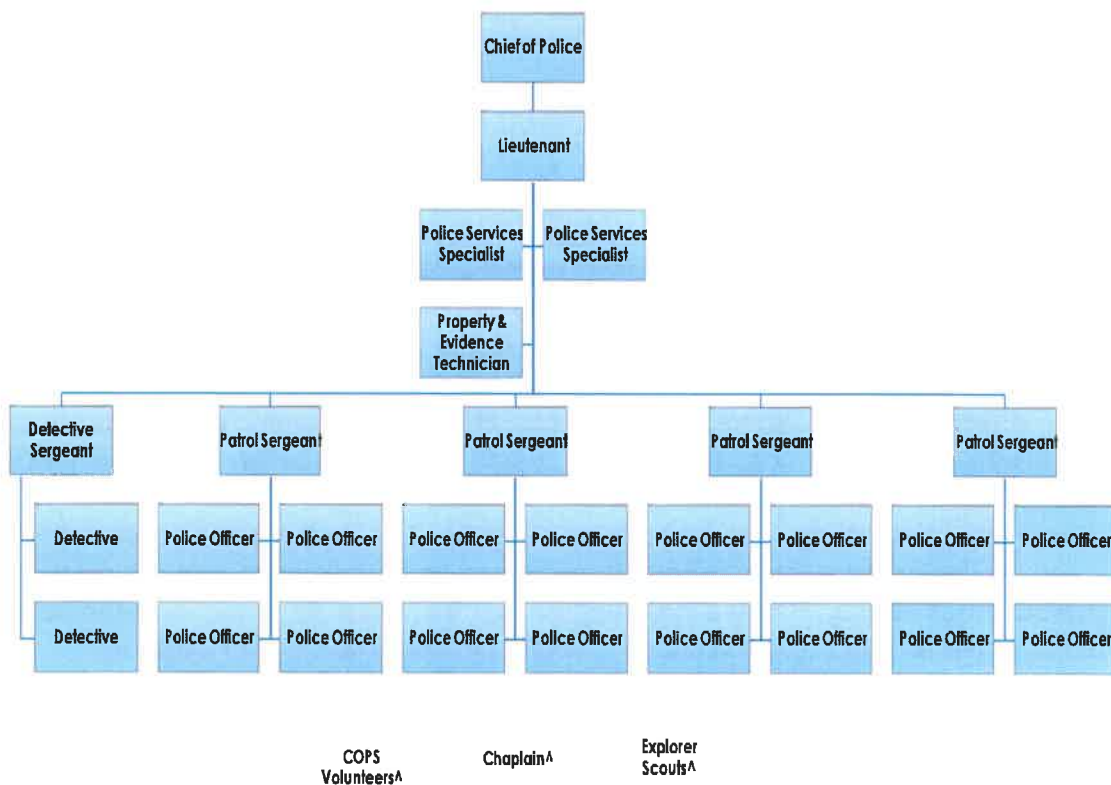 Chief of Police
Lieutenant
Police Services
Specialist
Police Services
Specialist
Property &
Evidence
Technician
Detective
Sergeant
Patrol Sergeant
Patrol Sergeant
Patrol Sergeant
Patrol Sergeant
Detective
Police Officer
Police Officer
Police Officer
Police Officer
Police Officer
Police Officer
Police Officer
Police Officer
Detective
Police Officer
Police Officer
Police Officer
Police Officer
Police Officer
Police Officer
Police Officer
Police Officer
COPS
Volunteers^
Chaplain^
Explorer
Scouts^